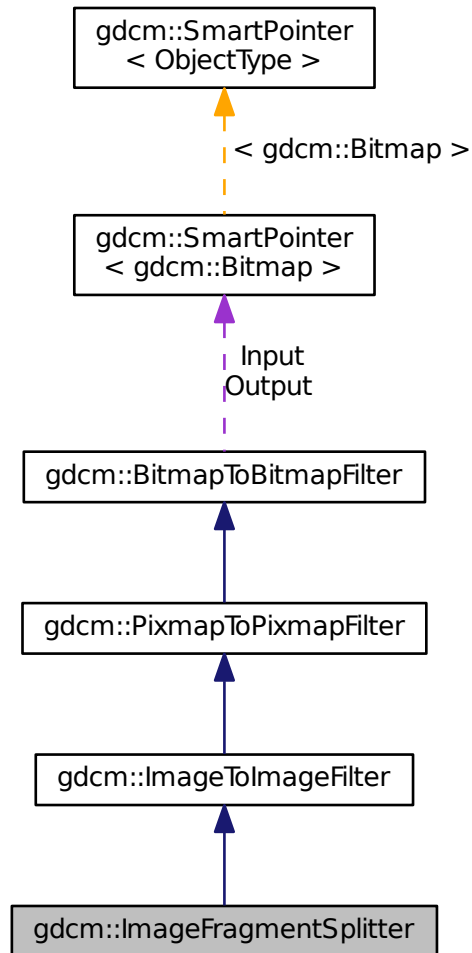 gdcm::SmartPointer
< ObjectType >
< gdcm::Bitmap >
gdcm::SmartPointer
< gdcm::Bitmap >
Input
Output
gdcm::BitmapToBitmapFilter
gdcm::PixmapToPixmapFilter
gdcm::ImageToImageFilter
gdcm::ImageFragmentSplitter